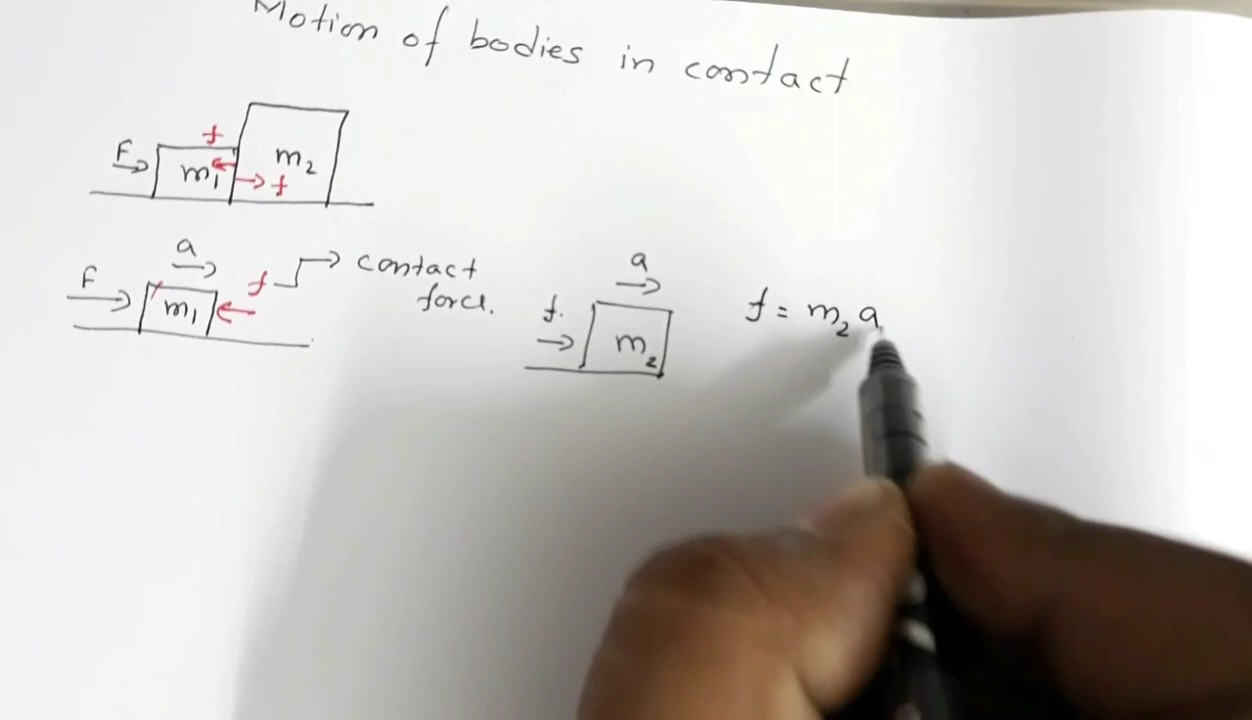 Motion of bodies in contact
F
f
m1
m2
f
a
F
f
contact
force.
m1
a
f.
m2
f = m2 a